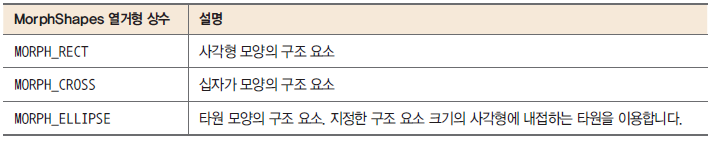 MorphShapes 열거형 상수 설명
MORPH_RECT 사각형 모양의 구조 요소
MORPH_CROSS 십자가 모양의 구조 요소
MORPH_ELLIPSE 타원 모양의 구조 요소. 지정한 구조 요소 크기의 사각형에 내접하는 타원을 이용합니다.